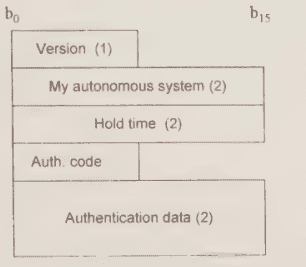 b0 b15
Version (1)
My autonomous system (2)
Hold time (2)
Auth. code
Authentication data (2)